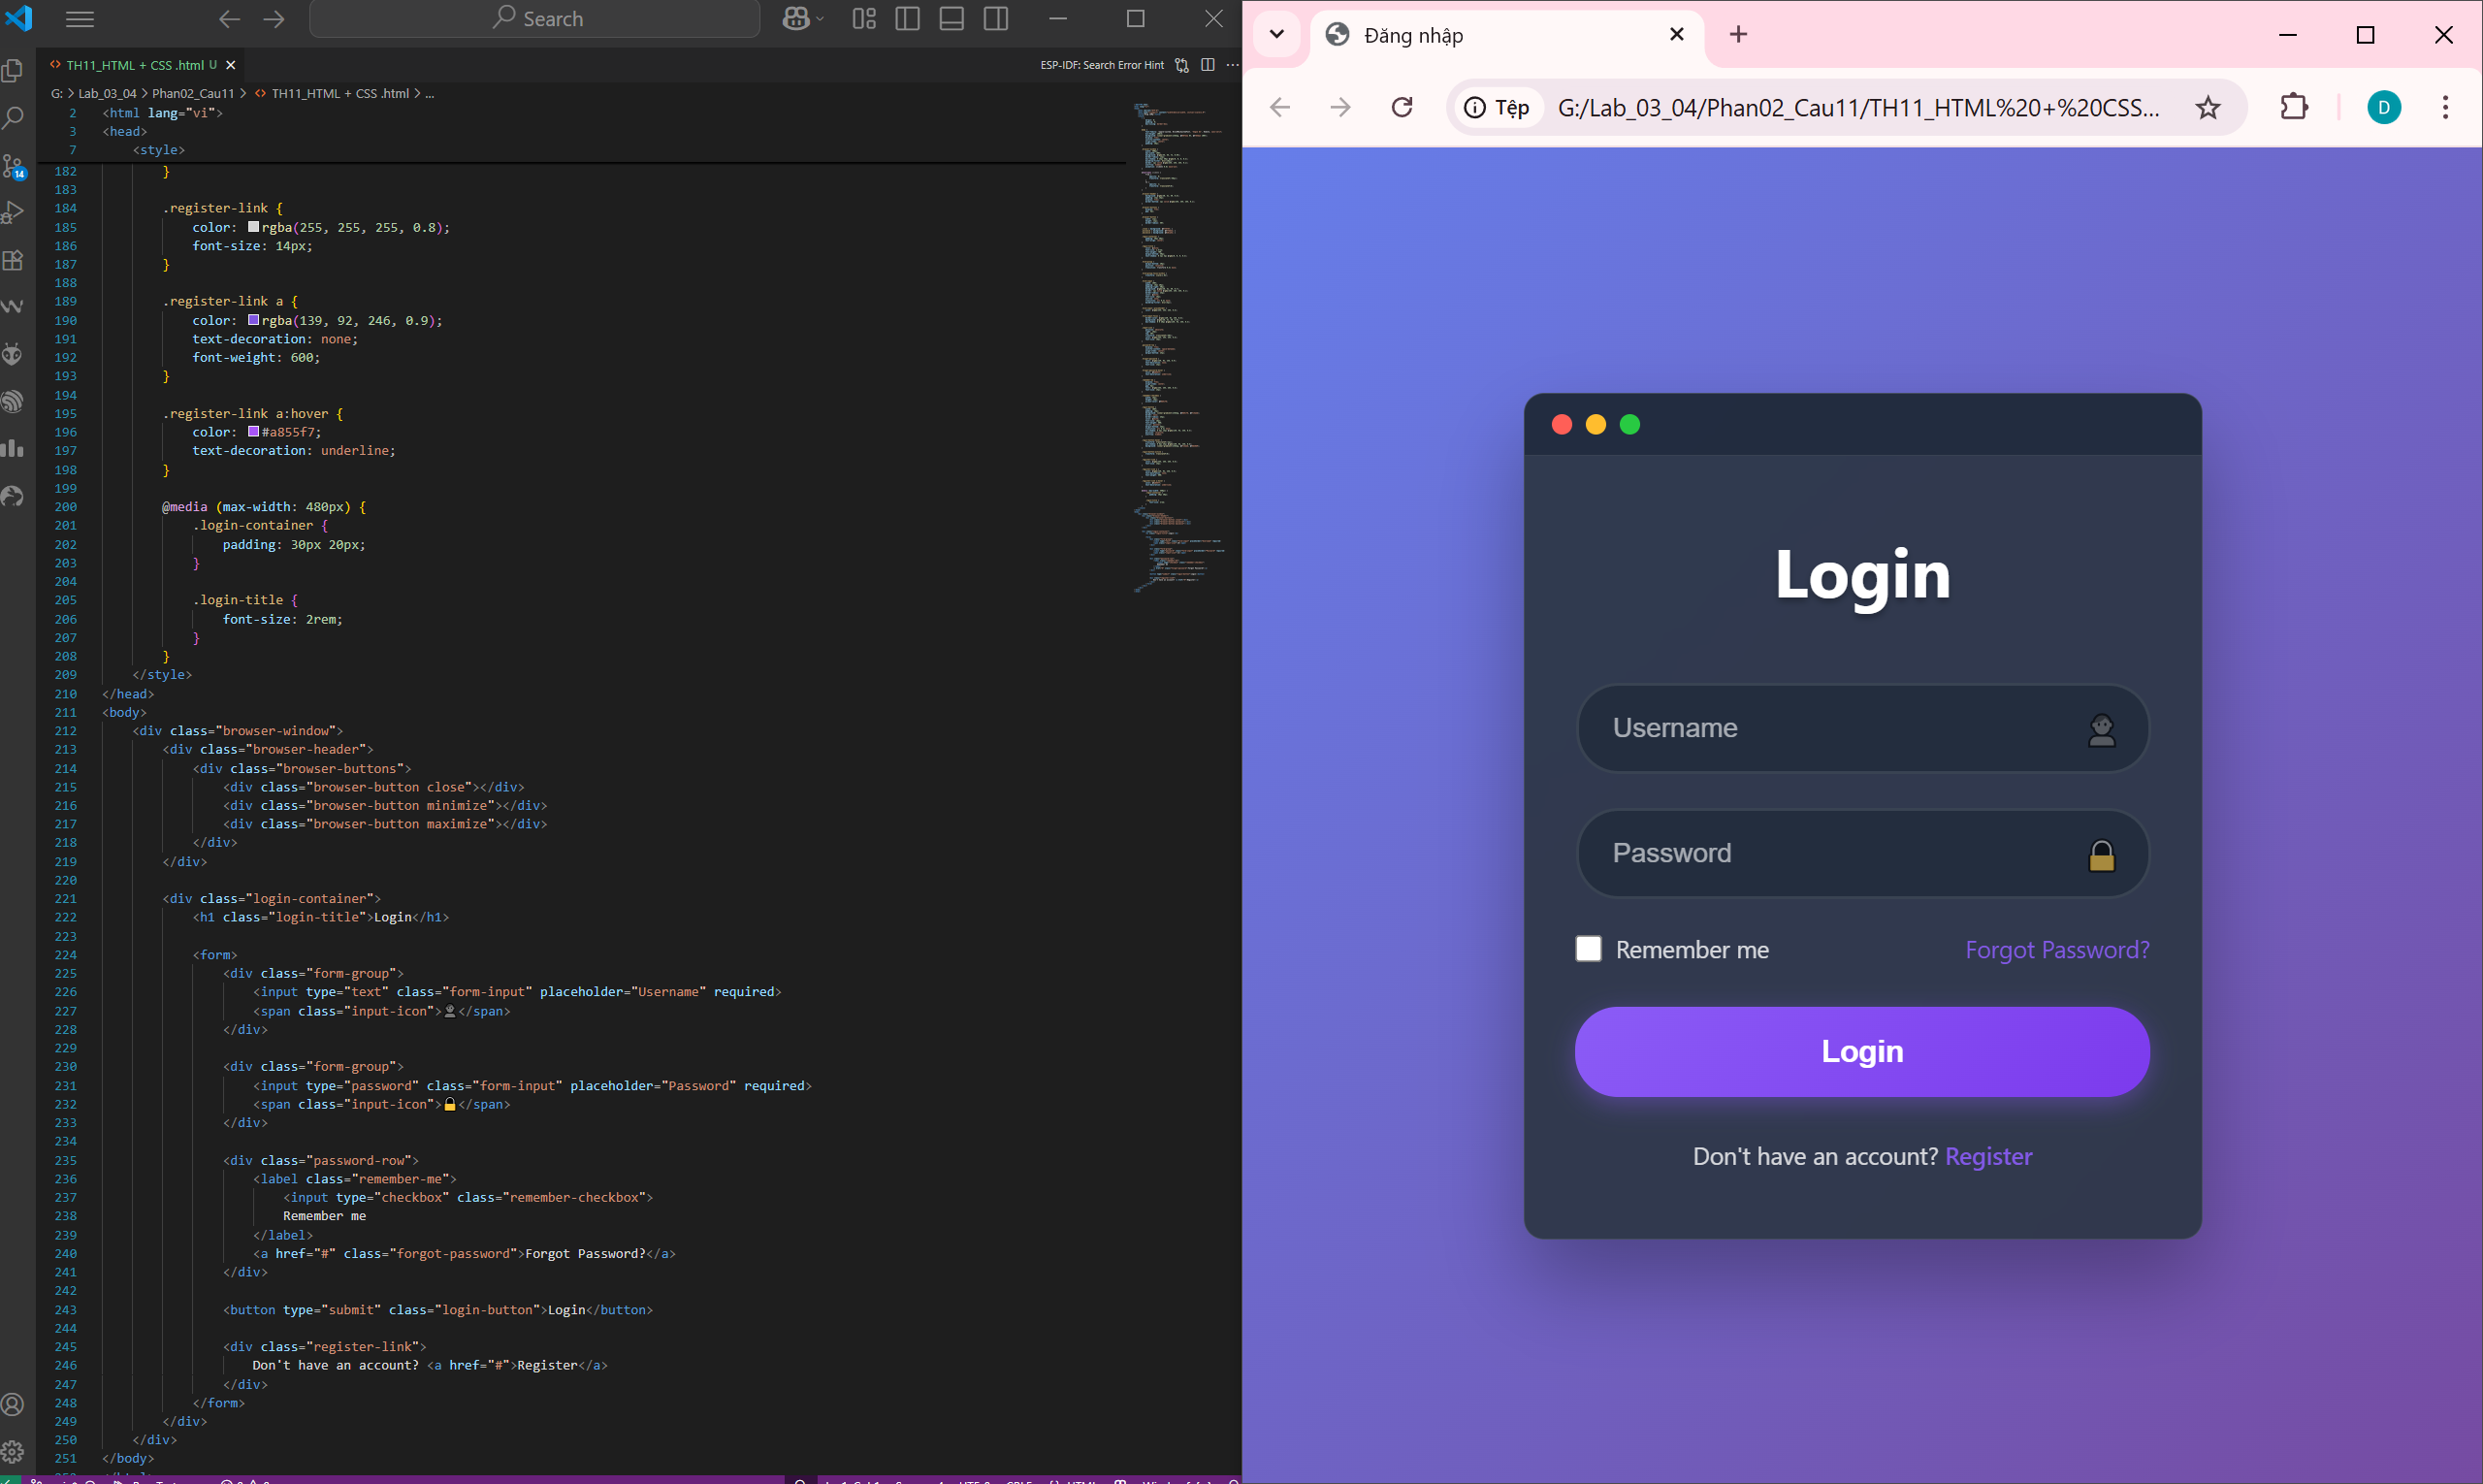 Search
TH11_HTML + CSS .html U
ESP-IDF: Search Error Hint
G: > Lab_03_04 > Phan02_Cau11 > TH11_HTML + CSS .html > ...
2 <html lang="vi">
3 <head>
7 <style>
182 }
183
184 .register-link {
185 color: rgba(255, 255, 255, 0.8);
186 font-size: 14px;
187 }
188
189 .register-link a {
190 color: rgba(139, 92, 246, 0.9);
191 text-decoration: none;
192 font-weight: 600;
193 }
194
195 .register-link a:hover {
196 color: #a855f7;
197 text-decoration: underline;
198 }
199
200 @media (max-width: 480px) {
201 .login-container {
202 padding: 30px 20px;
203 }
204
205 .login-title {
206 font-size: 2rem;
207 }
208 }
209 </style>
210 </head>
211 <body>
212 <div class="browser-window">
213 <div class="browser-header">
214 <div class="browser-buttons">
215 <div class="browser-button close"></div>
216 <div class="browser-button minimize"></div>
217 <div class="browser-button maximize"></div>
218 </div>
219 </div>
220
221 <div class="login-container">
222 <h1 class="login-title">Login</h1>
223
224 <form>
225 <div class="form-group">
226 <input type="text" class="form-input" placeholder="Username" required>
227 <span class="input-icon">👤</span>
228 </div>
229
230 <div class="form-group">
231 <input type="password" class="form-input" placeholder="Password" required>
232 <span class="input-icon">🔒</span>
233 </div>
234
235 <div class="password-row">
236 <label class="remember-me">
237 <input type="checkbox" class="remember-checkbox">
238 Remember me
239 </label>
240 <a href="#" class="forgot-password">Forgot Password?</a>
241 </div>
242
243 <button type="submit" class="login-button">Login</button>
244
245 <div class="register-link">
246 Don't have an account? <a href="#">Register</a>
247 </div>
248 </form>
249 </div>
250 </div>
251 </body>
14
Đăng nhập
Tệp G:/Lab_03_04/Phan02_Cau11/TH11_HTML%20+%20CSS...
D
Login
Username
Password
Remember me Forgot Password?
Login
Don't have an account? Register